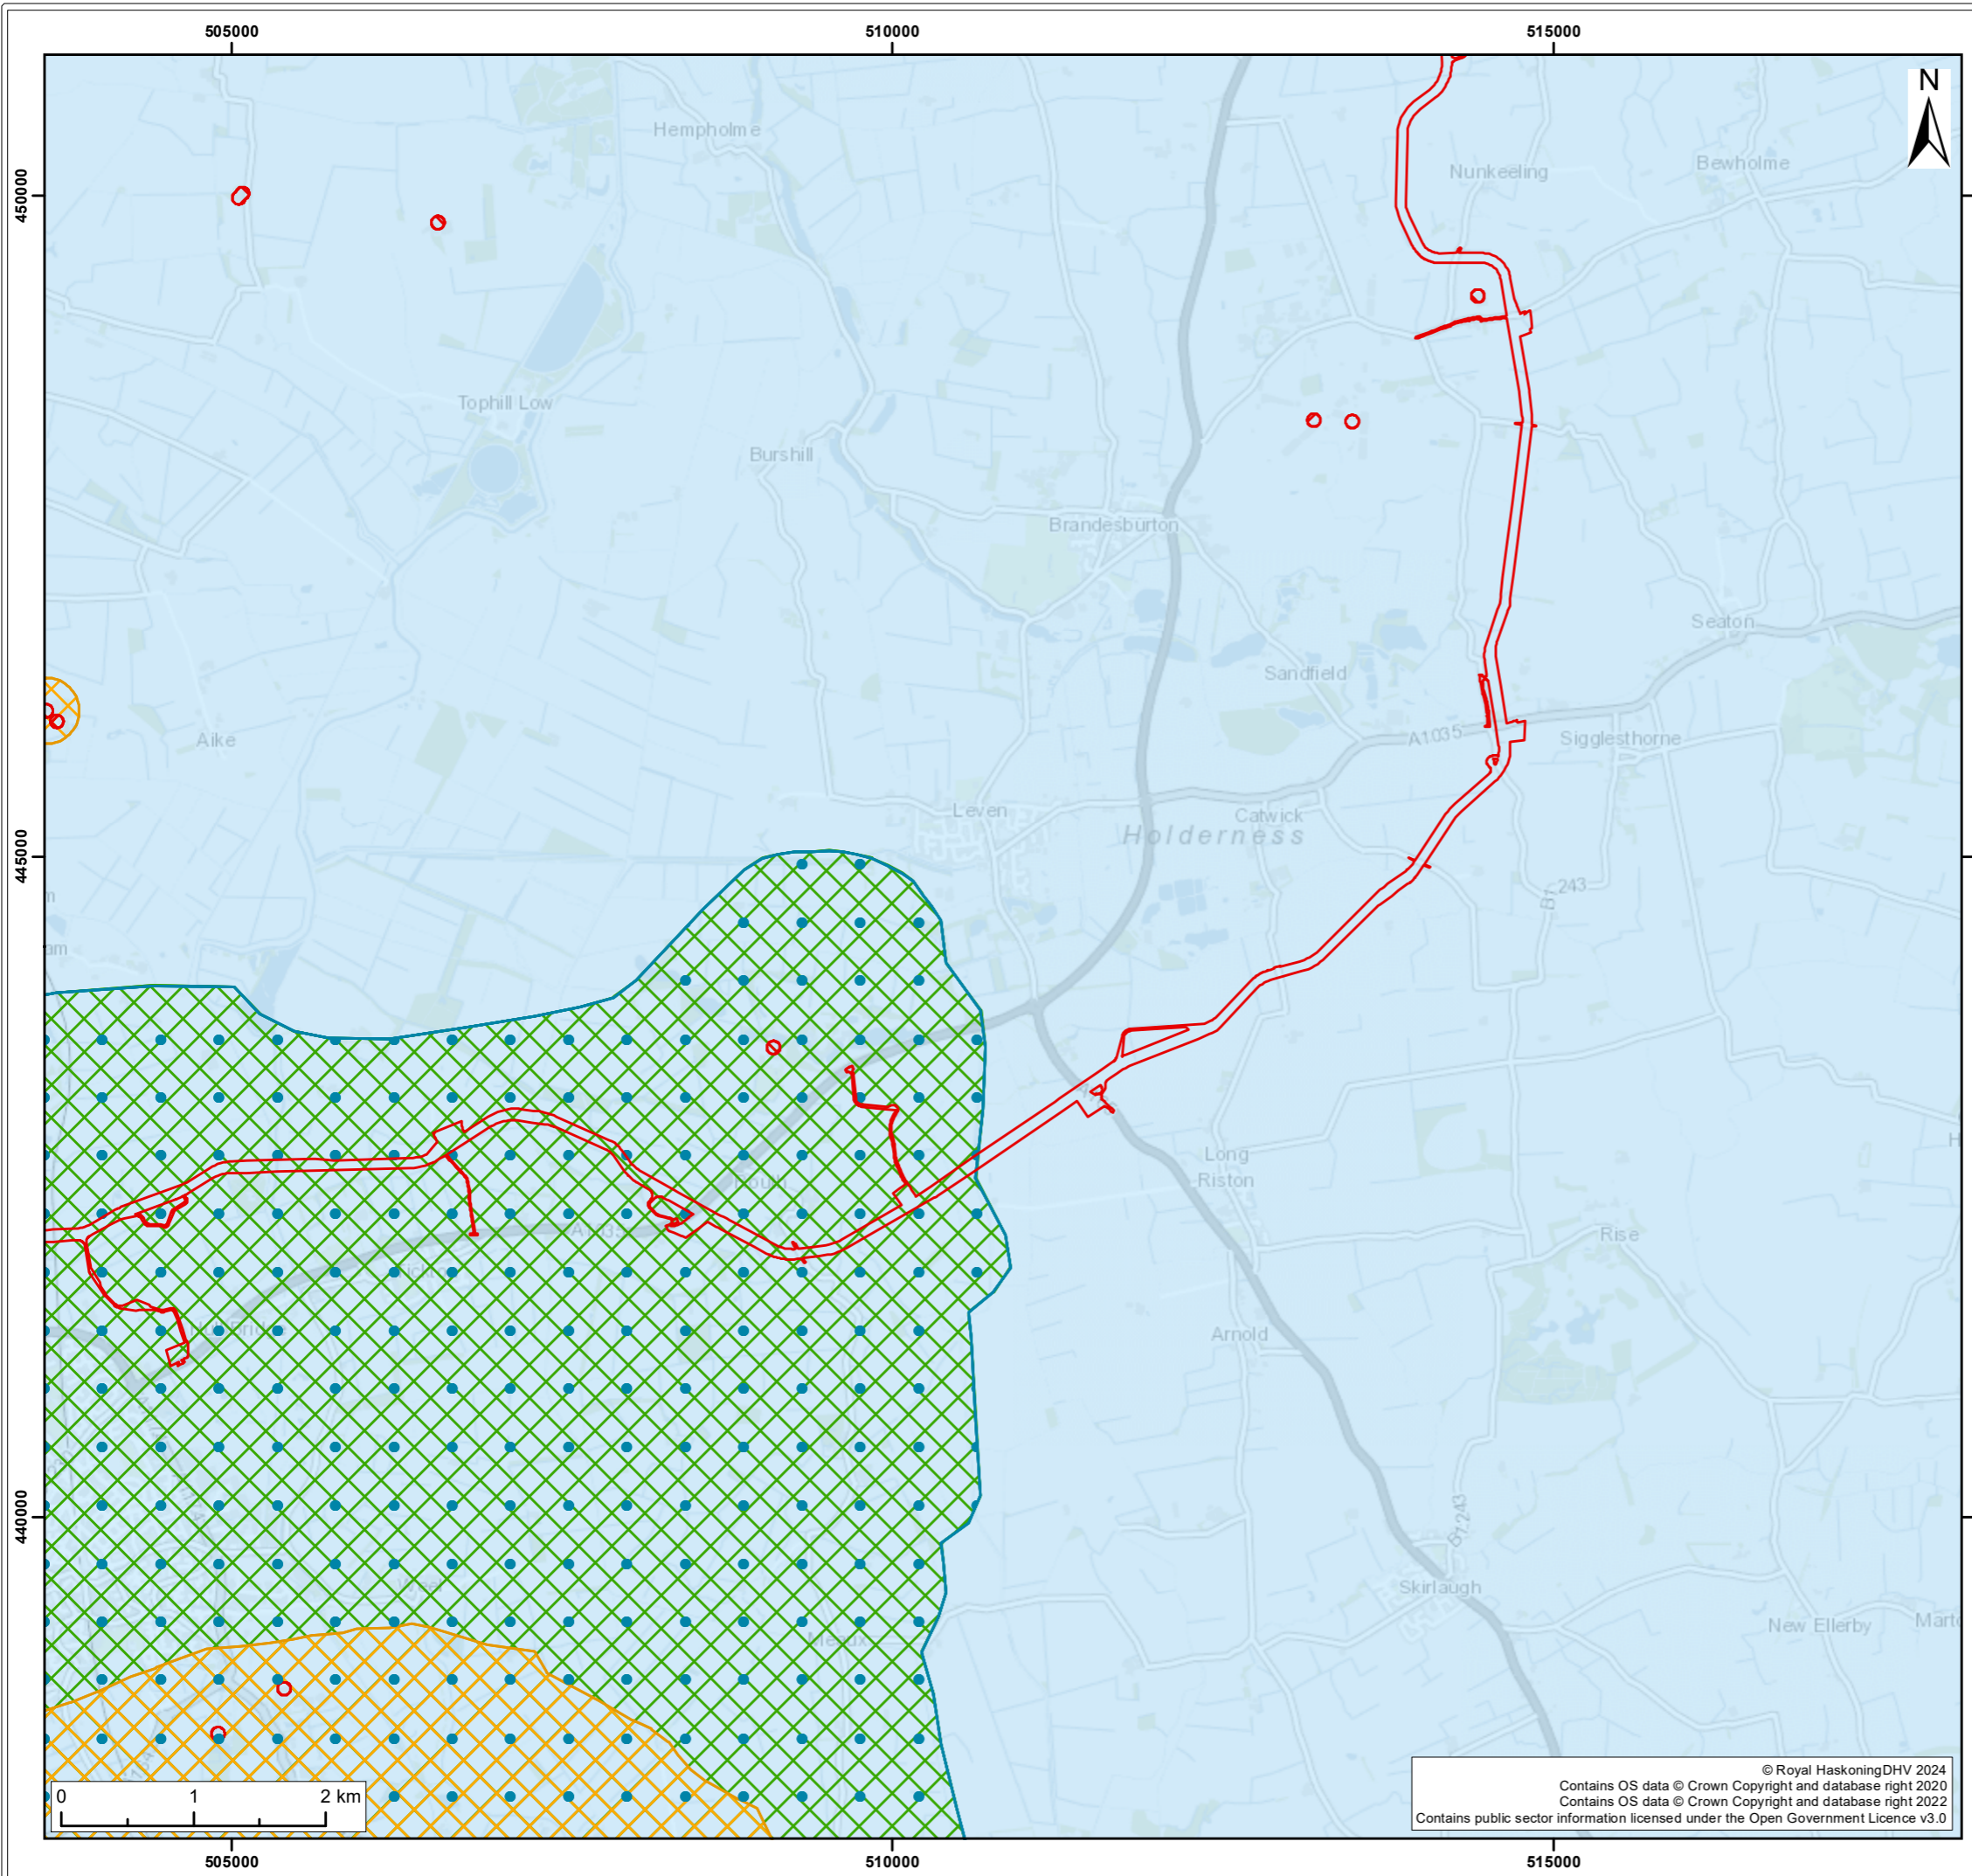 505000
510000
515000
N
Hempholme
Nunkeeling
Bewholme
450000
Tophill Low
Burshill
Brandesburton
Seaton
Sandfield
A1035
Sigglesthorne
Aike
Leven
Catwick
Holderness
445000
Long
Riston
Rise
Arnold
440000
Skirlaugh
New Ellerby
Meaux
0 1 2 km
© Royal HaskoningDHV 2024
Contains OS data © Crown Copyright and database right 2020
Contains OS data © Crown Copyright and database right 2022
Contains public sector information licensed under the Open Government Licence v3.0
505000
510000
515000